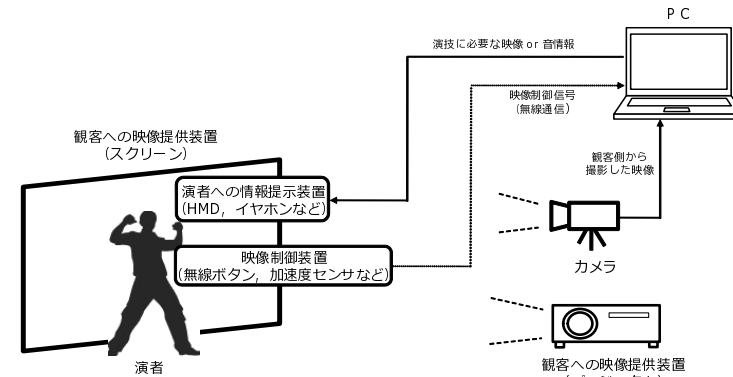 ＰＣ
演技に必要な映像 or 音情報
映像制御信号
（無線通信）
観客への映像提供装置
（スクリーン）
観客側から
撮影した映像
演者への情報提示装置
（HMD，イヤホンなど）
映像制御装置
（無線ボタン，加速度センサなど）
カメラ
演者
観客への映像提供装置